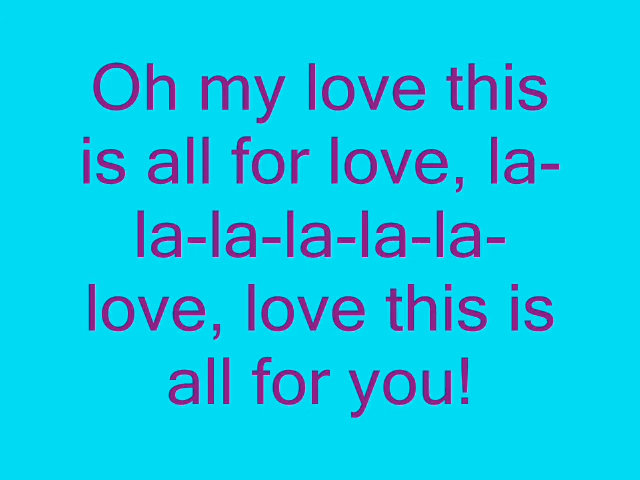 Oh my love this
is all for love, la-
la-la-la-la-la-
love, love this is
all for you!